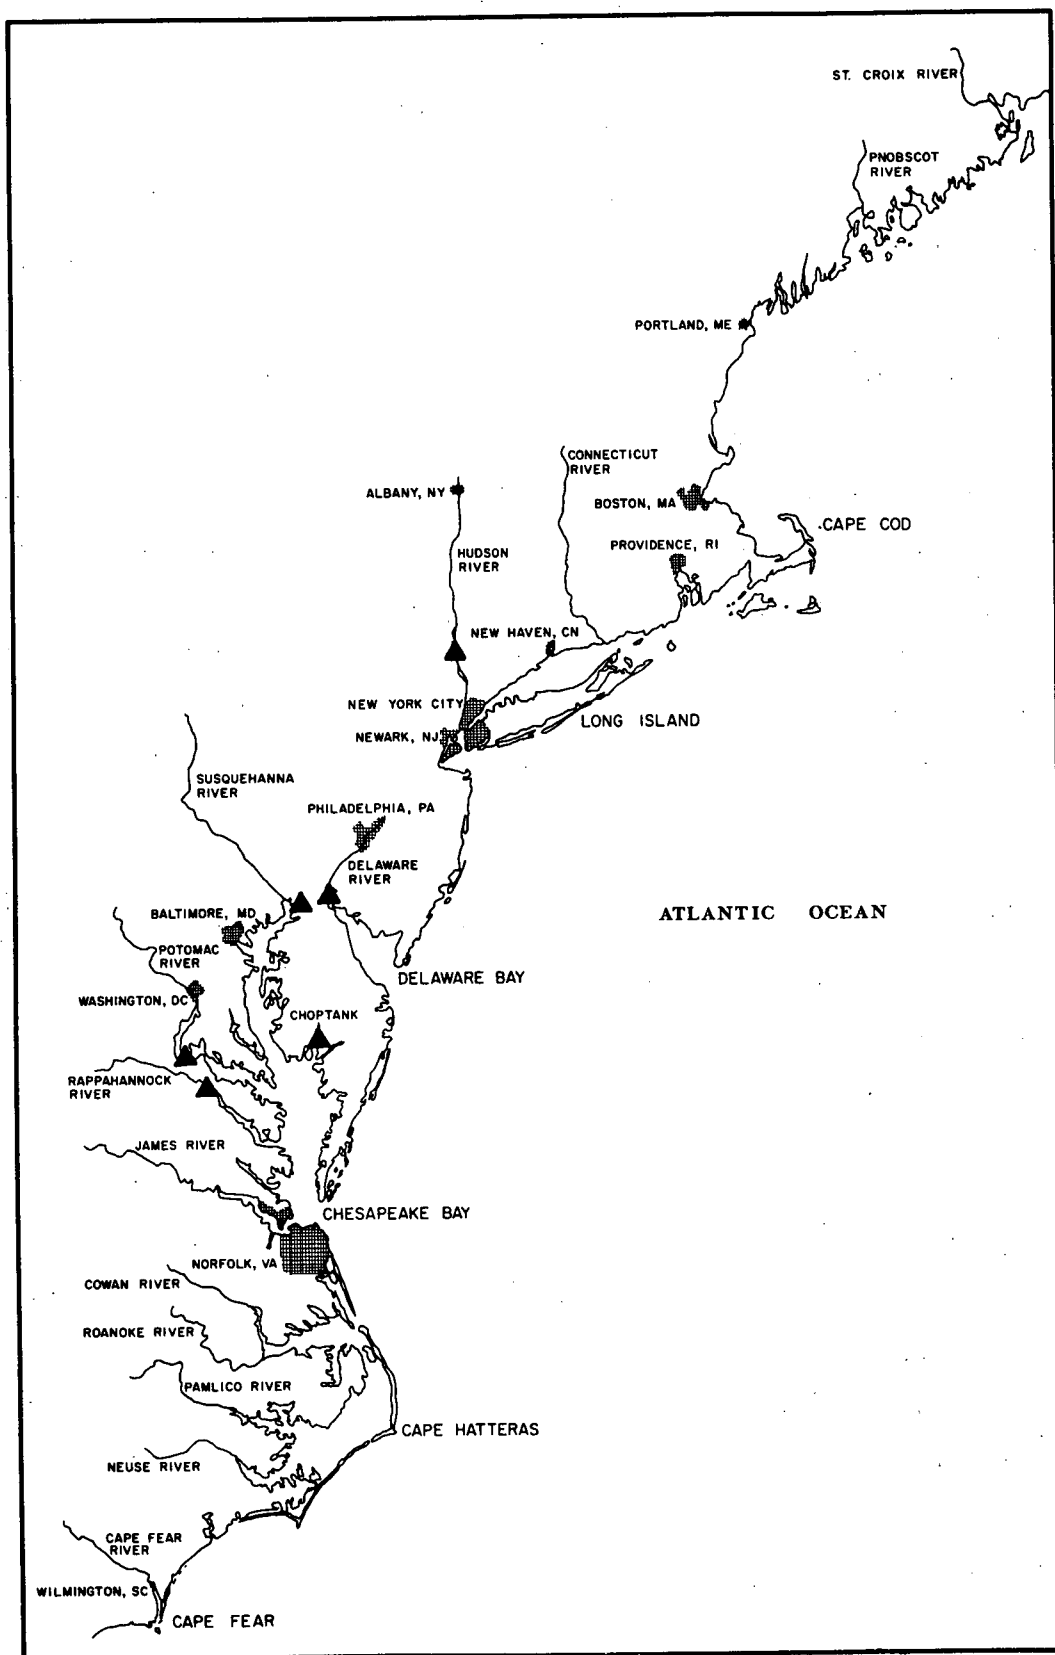 ST. CROIX RIVER
PNOBSCOT
RIVER
PORTLAND, ME
CONNECTICUT
RIVER
ALBANY, NY
BOSTON, MA
CAPE COD
PROVIDENCE, RI
HUDSON
RIVER
NEW HAVEN, CN
NEW YORK CITY
LONG ISLAND
NEWARK, NJ
SUSQUEHANNA
RIVER
PHILADELPHIA, PA
DELAWARE
RIVER
BALTIMORE, MD
ATLANTIC OCEAN
POTOMAC
RIVER
DELAWARE BAY
WASHINGTON, DC
CHOPTANK
RAPPAHANNOCK
RIVER
JAMES RIVER
CHESAPEAKE BAY
NORFOLK, VA
COWAN RIVER
ROANOKE RIVER
PAMLICO RIVER
CAPE HATTERAS
NEUSE RIVER
CAPE FEAR
RIVER
WILMINGTON, SC
CAPE FEAR